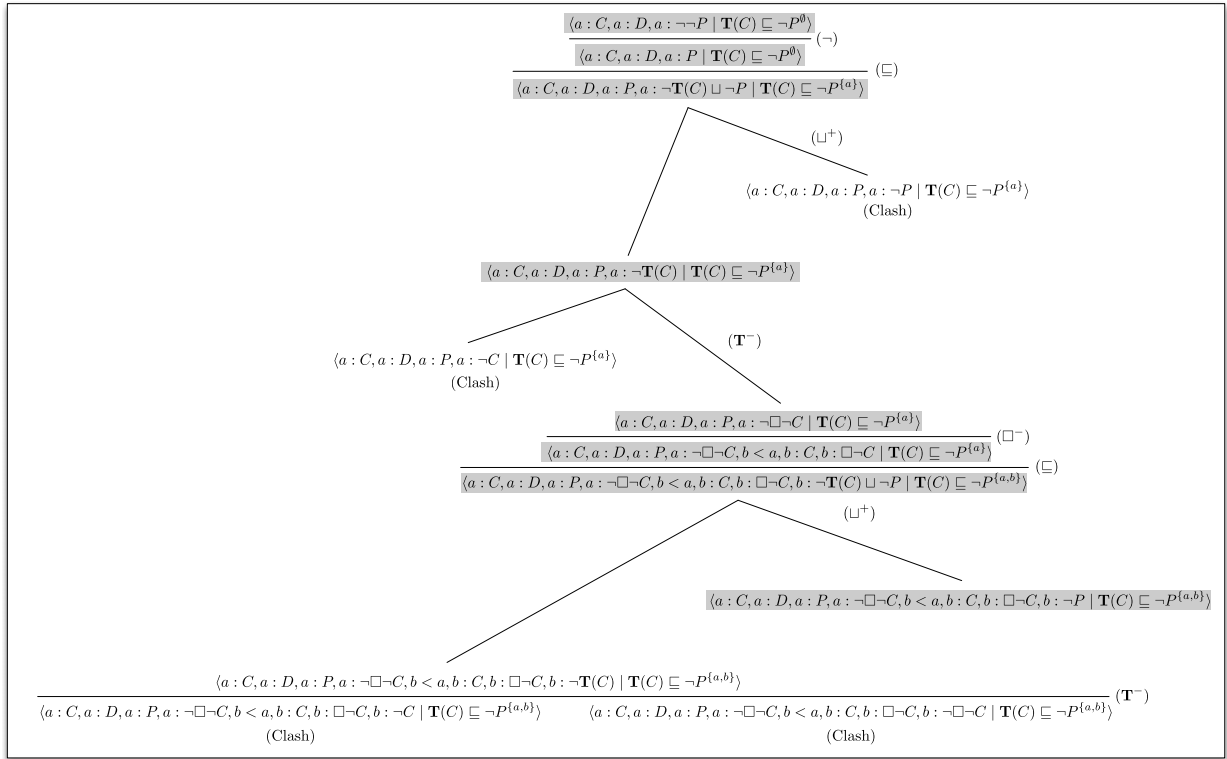 ⟨a : C, a : D, a : ¬¬P | T(C) ⊑ ¬P^∅⟩ (¬)
⟨a : C, a : D, a : P | T(C) ⊑ ¬P^∅⟩ (⊑)
⟨a : C, a : D, a : P, a : ¬T(C) ⊔ ¬P | T(C) ⊑ ¬P^{a}⟩
(⊔⁺)
⟨a : C, a : D, a : P, a : ¬P | T(C) ⊑ ¬P^{a}⟩
(Clash)
⟨a : C, a : D, a : P, a : ¬T(C) | T(C) ⊑ ¬P^{a}⟩
(T⁻)
⟨a : C, a : D, a : P, a : ¬C | T(C) ⊑ ¬P^{a}⟩
(Clash)
⟨a : C, a : D, a : P, a : ¬□¬C | T(C) ⊑ ¬P^{a}⟩ (□⁻)
⟨a : C, a : D, a : P, a : ¬□¬C, b < a, b : C, b : □¬C | T(C) ⊑ ¬P^{a}⟩ (⊑)
⟨a : C, a : D, a : P, a : ¬□¬C, b < a, b : C, b : □¬C, b : ¬T(C) ⊔ ¬P | T(C) ⊑ ¬P^{a,b}⟩
(⊔⁺)
⟨a : C, a : D, a : P, a : ¬□¬C, b < a, b : C, b : □¬C, b : ¬P | T(C) ⊑ ¬P^{a,b}⟩
⟨a : C, a : D, a : P, a : ¬□¬C, b < a, b : C, b : □¬C, b : ¬T(C) | T(C) ⊑ ¬P^{a,b}⟩ (T⁻)
⟨a : C, a : D, a : P, a : ¬□¬C, b < a, b : C, b : □¬C, b : ¬C | T(C) ⊑ ¬P^{a,b}⟩ ⟨a : C, a : D, a : P, a : ¬□¬C, b < a, b : C, b : □¬C, b : ¬□¬C | T(C) ⊑ ¬P^{a,b}⟩
(Clash) (Clash)